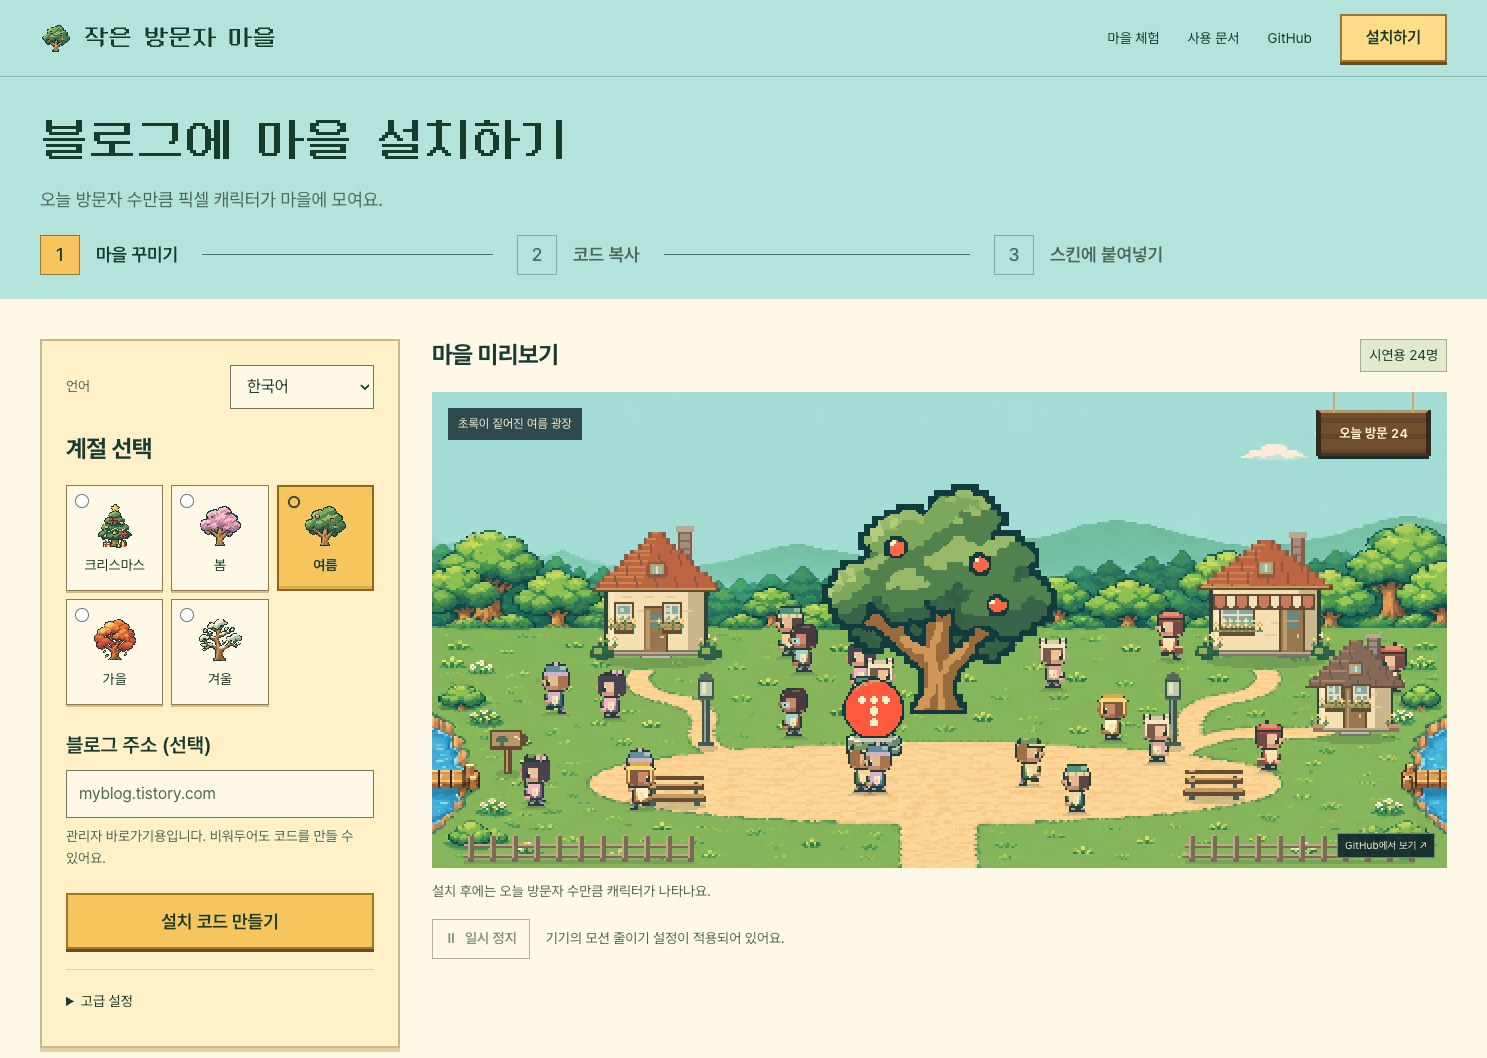 작은 방문자 마을
마을 체험
사용 문서
GitHub
설치하기
블로그에 마을 설치하기
오늘 방문자 수만큼 픽셀 캐릭터가 마을에 모여요.
1 마을 꾸미기
2 코드 복사
3 스킨에 붙여넣기
언어
한국어
계절 선택
크리스마스
봄
여름
가을
겨울
블로그 주소 (선택)
myblog.tistory.com
관리자 바로가기용입니다. 비워두어도 코드를 만들 수
있어요.
설치 코드 만들기
▶ 고급 설정
마을 미리보기
시연용 24명
초록이 짙어진 여름 광장
오늘 방문 24
GitHub에서 보기 ↗
설치 후에는 오늘 방문자 수만큼 캐릭터가 나타나요.
일시 정지
기기의 모션 줄이기 설정이 적용되어 있어요.